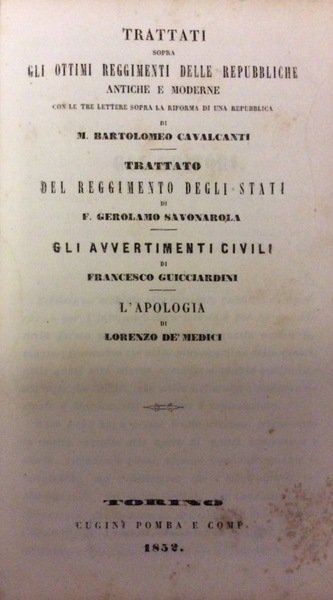 TRATTATI
SOPRA
GLI OTTIMI REGGIMENTI DELLE REPUBBLICHE
ANTICHE E MODERNE
CON LE TRE LETTERE SOPRA LA RIFORMA DI UNA REPUBBLICA
DI
M. BARTOLOMEO CAVALCANTI
TRATTATO
DEL REGGIMENTO DEGLI STATI
DI
F. GEROLAMO SAVONAROLA
GLI AVVERTIMENTI CIVILI
DI
FRANCESCO GUICCIARDINI
L'APOLOGIA
DI
LORENZO DE' MEDICI
TORINO
CUGINI POMBA E COMP.
1852.